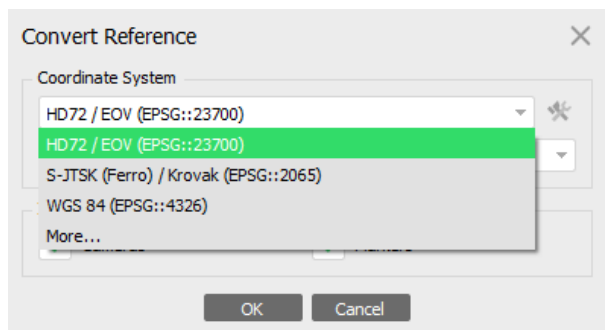 Convert Reference
Coordinate System
HD72 / EOV (EPSG::23700)
HD72 / EOV (EPSG::23700)
S-JTSK (Ferro) / Krovak (EPSG::2065)
WGS 84 (EPSG::4326)
More...
OK Cancel